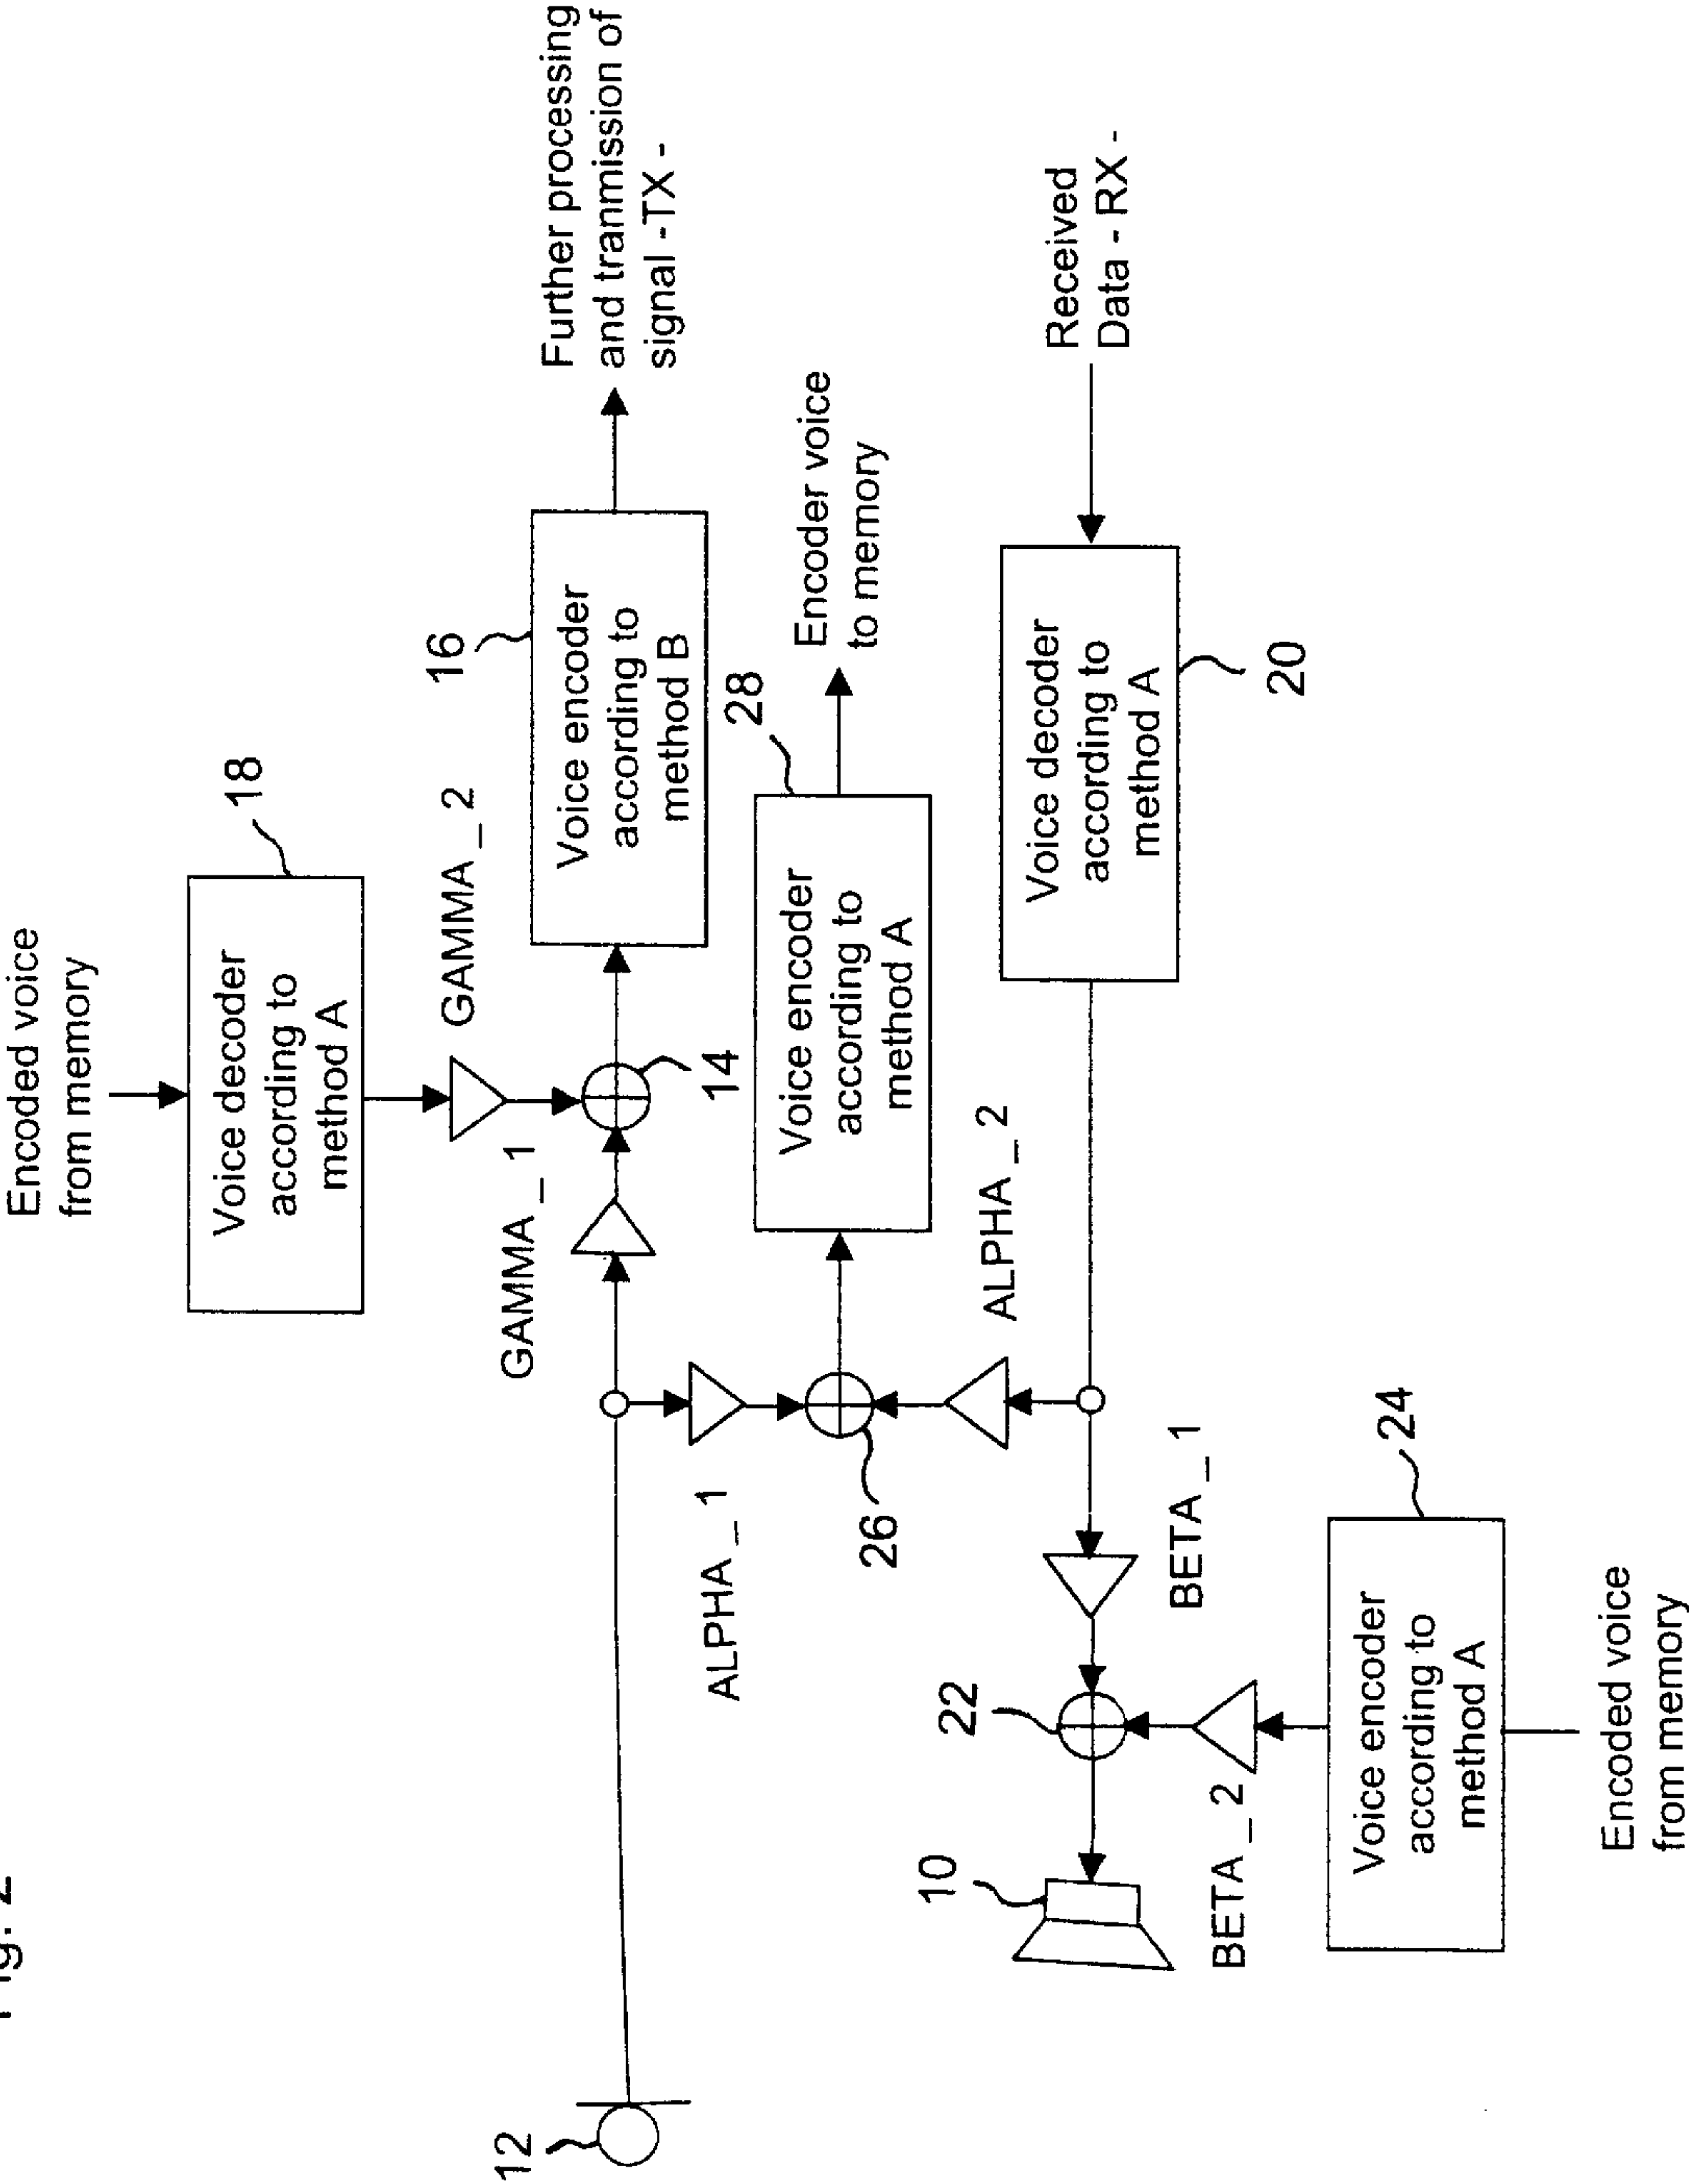 Fig. 2
Encoded voice
from memory
Voice decoder
according to
method A
18
GAMMA _ 2
GAMMA _ 1
14
16
Voice encoder
according to
method B
Further processing
and tranmission of
signal -TX -
12
ALPHA _ 1
26
28
Voice encoder
according to
method A
Encoder voice
to memory
ALPHA _ 2
Received
Data - RX -
Voice decoder
according to
method A
20
BETA _ 1
22
10
BETA _ 2
24
Voice encoder
according to
method A
Encoded voice
from memory